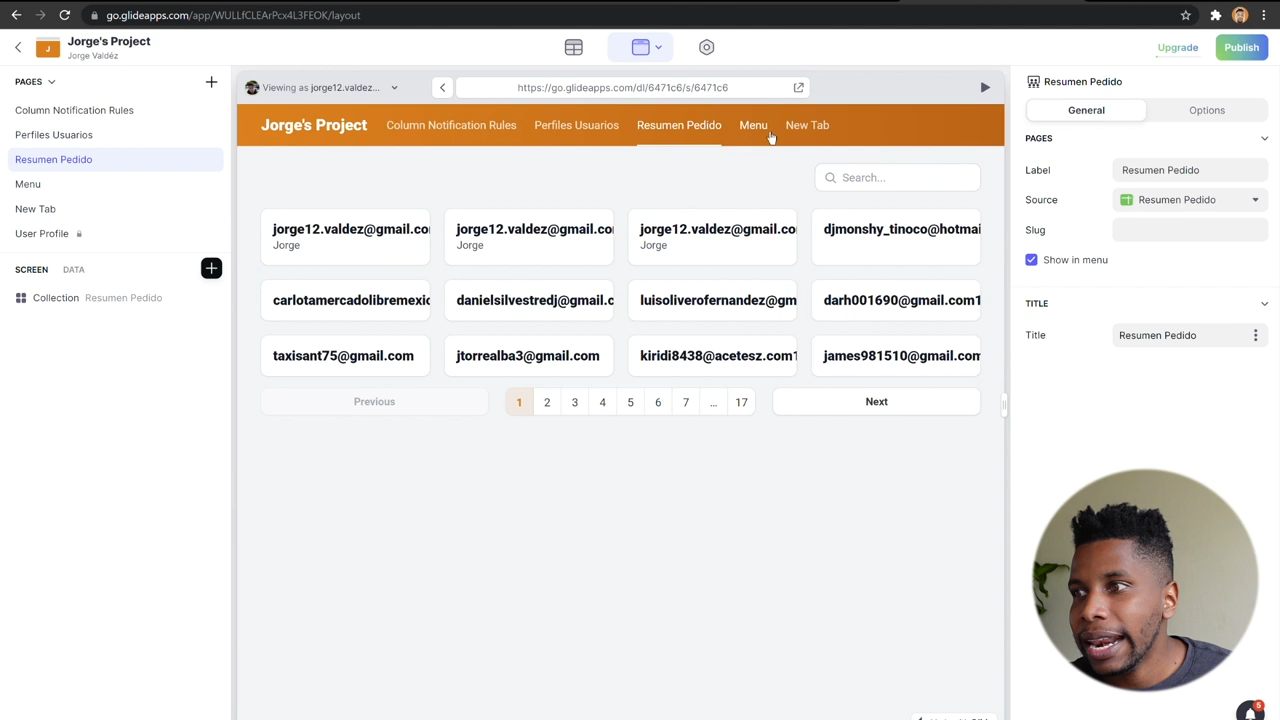 go.glideapps.com/app/WULLfCLEArPcx4L3FEOK/layout
J
Jorge's Project
Jorge Valdéz
Upgrade
Publish
PAGES
Column Notification Rules
Perfiles Usuarios
Resumen Pedido
Menu
New Tab
User Profile
SCREEN DATA
Collection Resumen Pedido
Viewing as jorge12.valdez...
https://go.glideapps.com/dl/6471c6/s/6471c6
Jorge's Project Column Notification Rules Perfiles Usuarios Resumen Pedido Menu New Tab
Search...
jorge12.valdez@gmail.co jorge12.valdez@gmail.co jorge12.valdez@gmail.co djmonshy_tinoco@hotmai
Jorge Jorge Jorge
carlotamercadolibremexic danielsilvestredj@gmail.c luisoliverofernandez@gm darh001690@gmail.com1
taxisant75@gmail.com jtorrealba3@gmail.com kiridi8438@acetesz.com1 james981510@gmail.com
Previous 1 2 3 4 5 6 7 ... 17 Next
Resumen Pedido
General Options
PAGES
Label Resumen Pedido
Source Resumen Pedido
Slug
Show in menu
TITLE
Title Resumen Pedido
5